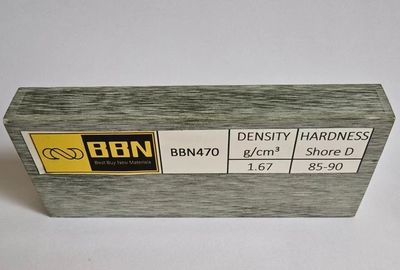 BBN
Best Buy New Materials
BBN470
DENSITY
g/cm³
1.67
HARDNESS
Shore D
85-90